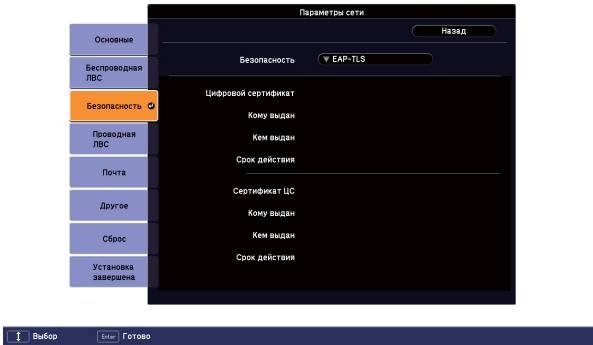 Параметры сети
Назад
Основные
Беспроводная
ЛВС
Безопасность
Проводная
ЛВС
Почта
Другое
Сброс
Установка
завершена
Безопасность ▼ EAP-TLS
Цифровой сертификат
Кому выдан
Кем выдан
Срок действия
Сертификат ЦС
Кому выдан
Кем выдан
Срок действия
Выбор Enter Готово